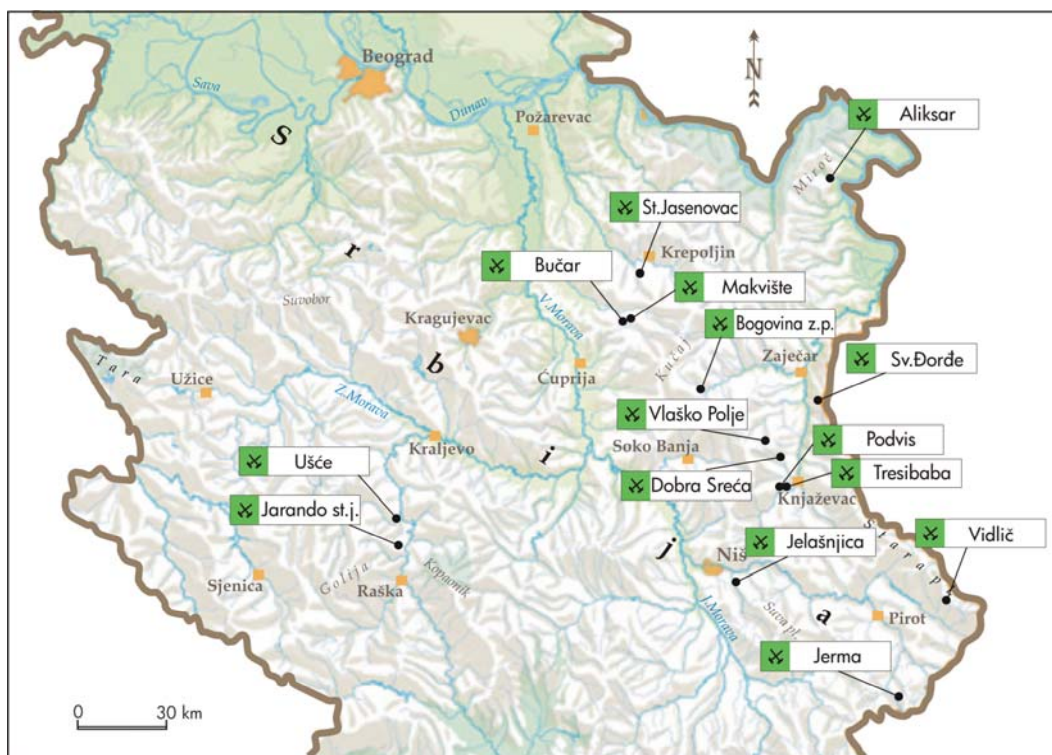 Beograd
N
Aliksar
Sava
Dunav
S
Požarevac
Miroč
St.Jasenovac
r
Krepoljin
Bučar
Makvište
Suvobor
V.Morava
Bogovina z.p.
Kragujevac
Kučaj
Zaječar
Tara
b
Ćuprija
Sv.Đorđe
Užice
Z.Morava
Vlaško Polje
Kraljevo
i
Soko Banja
Podvis
Ušće
Tresibaba
Dobra Sreća
Knjaževac
Jarando st.j.
Stara p
Vidlič
j
Niš
Jelašnjica
Sjenica
Golija
Raška
Kopaonik
J.Morava
Suva pl.
a
Pirot
Jerma
0 30 km